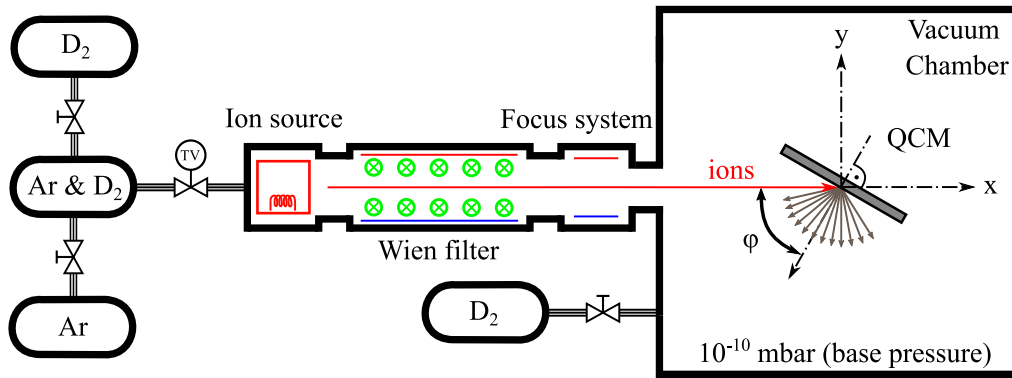 D₂
Ar & D₂
Ar
TV
Ion source
Wien filter
Focus system
D₂
ions
Vacuum
Chamber
y
QCM
x
φ
10⁻¹⁰ mbar (base pressure)